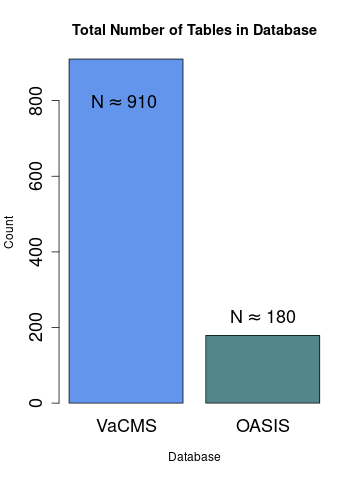 Total Number of Tables in Database
Count
800
600
400
200
0
N ≈ 910
N ≈ 180
VaCMS
OASIS
Database